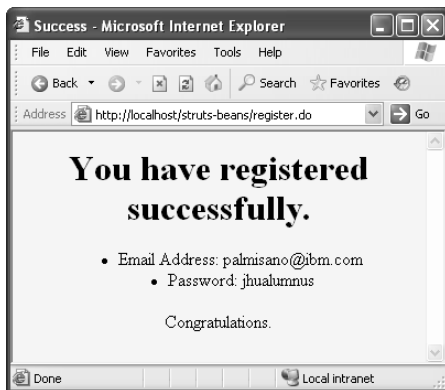 Success - Microsoft Internet Explorer
File Edit View Favorites Tools Help
Back Search Favorites
Address http://localhost/struts-beans/register.do Go
You have registered
successfully.
• Email Address: palmisano@ibm.com
• Password: jhualumnus
Congratulations.
Done Local intranet